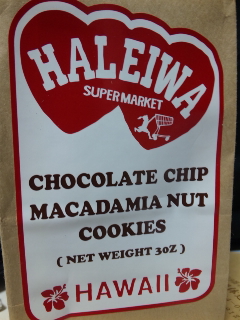 HALEIWA
SUPERMARKET
CHOCOLATE CHIP
MACADAMIA NUT
COOKIES
( NET WEIGHT 3OZ )
HAWAII